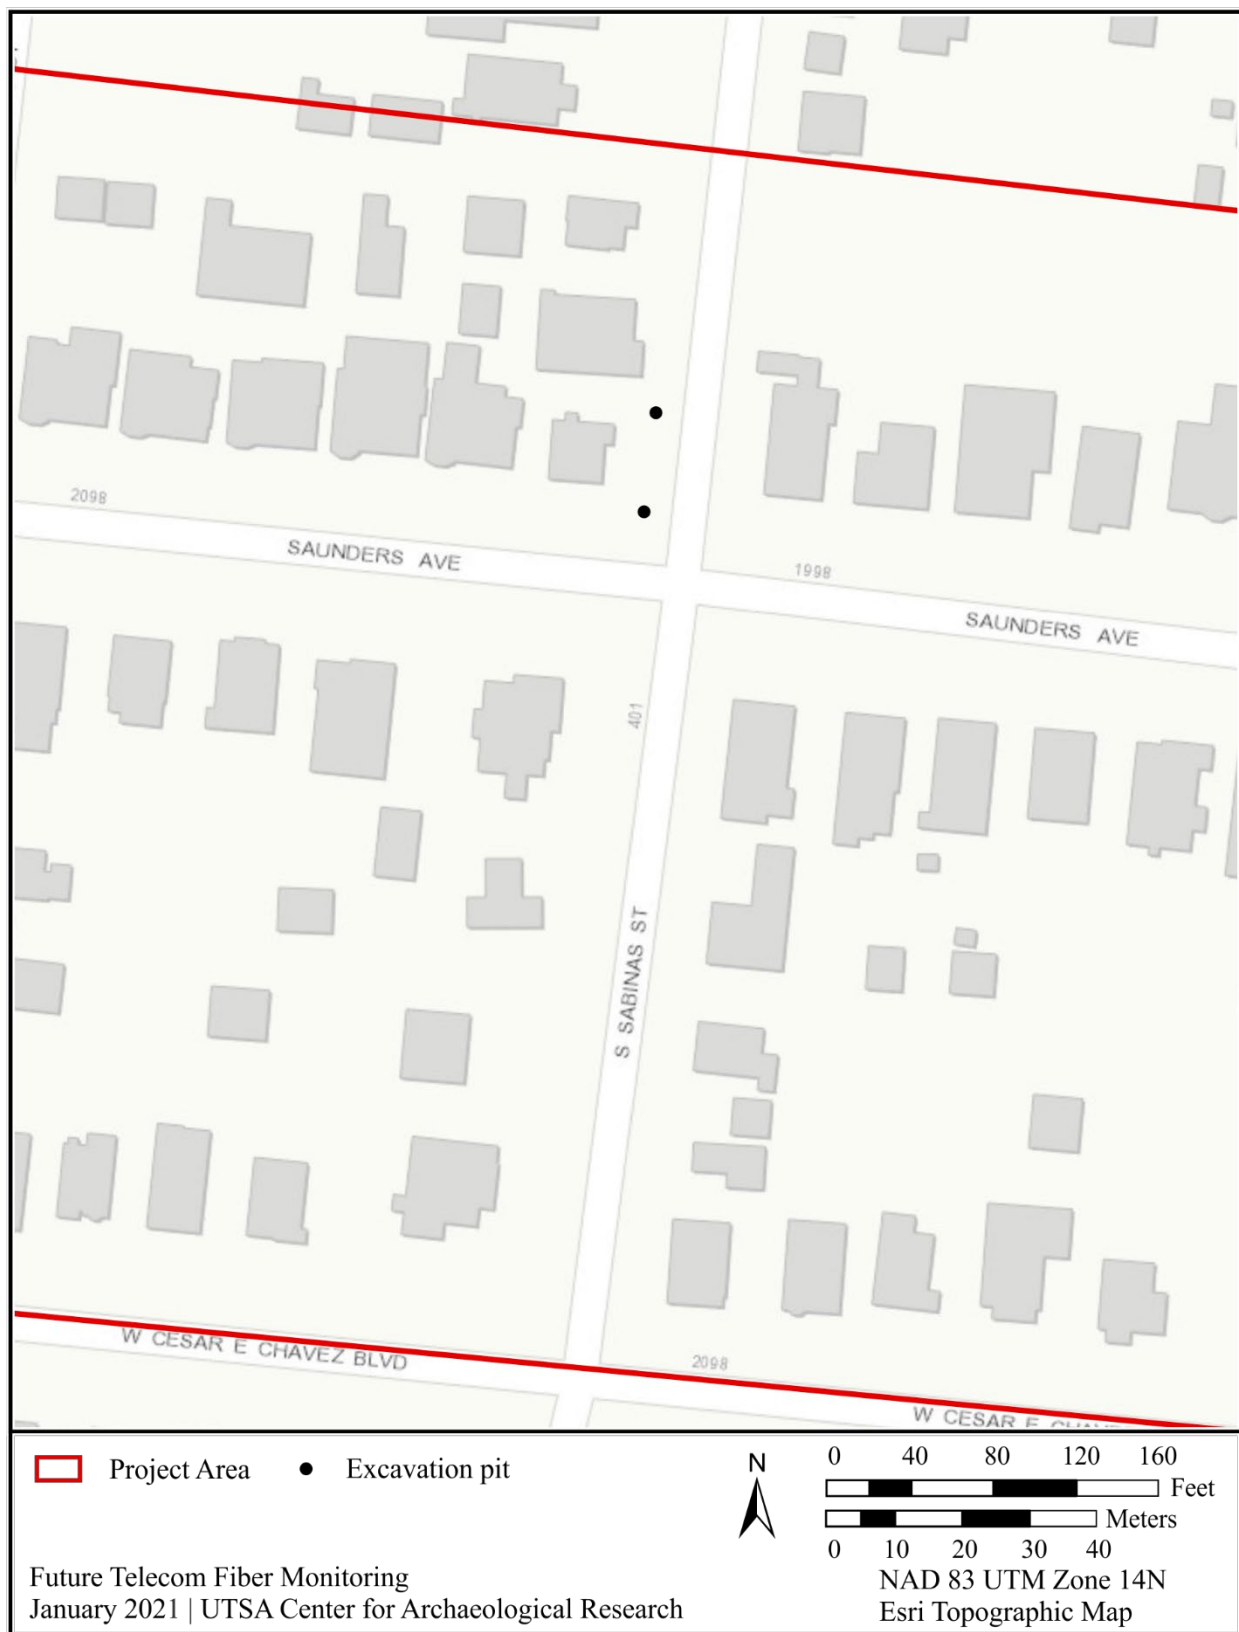 2098
SAUNDERS AVE
1998
SAUNDERS AVE
401
S SABINAS ST
W CESAR E CHAVEZ BLVD
2098
W CESAR E
Project Area
Excavation pit
N
0 40 80 120 160
Feet
Meters
0 10 20 30 40
Future Telecom Fiber Monitoring
January 2021 | UTSA Center for Archaeological Research
NAD 83 UTM Zone 14N
Esri Topographic Map